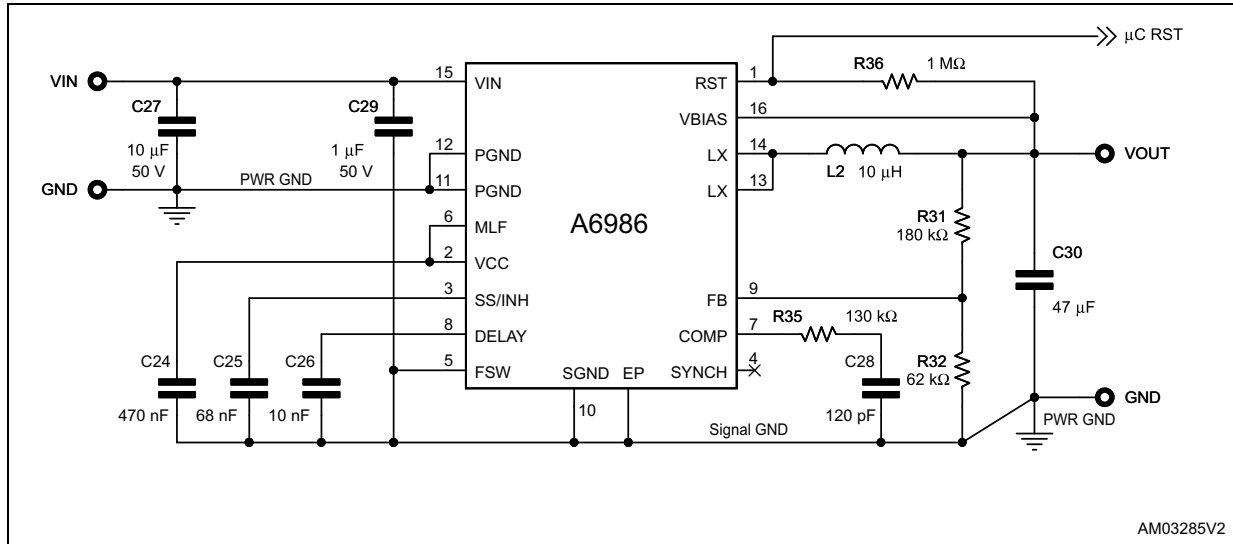 μC RST
R36
1 MΩ
VIN
15
VIN
RST
1
C27
C29
VBIAS
16
10 μF
50 V
1 μF
50 V
12
PGND
LX
14
VOUT
GND
PWR GND
11
PGND
LX
13
L2
10 μH
6
MLF
A6986
R31
180 kΩ
2
VCC
C30
47 μF
3
SS/INH
FB
9
8
DELAY
COMP
7
R35
130 kΩ
C24
C25
C26
5
FSW
SGND
EP
SYNCH
4
C28
R32
62 kΩ
470 nF
68 nF
10 nF
10
120 pF
GND
PWR GND
Signal GND
AM03285V2